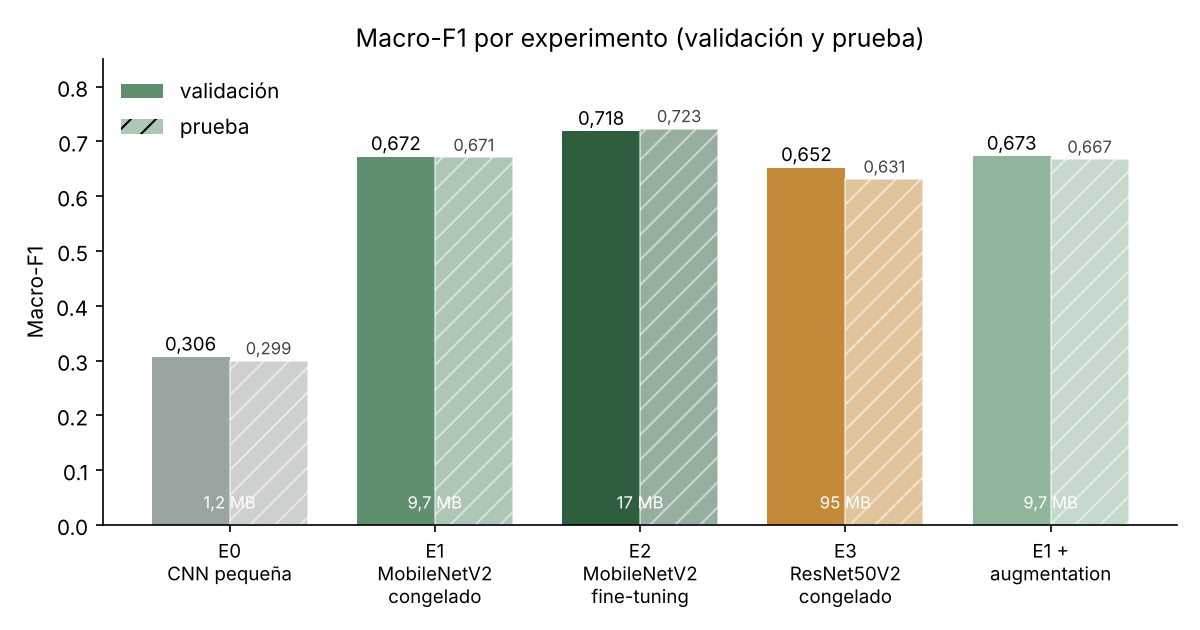 Macro-F1 por experimento (validación y prueba)
validación
prueba
Macro-F1
0.8
0.7
0.6
0.5
0.4
0.3
0.2
0.1
0.0
0,306
0,299
0,672
0,671
0,718
0,723
0,652
0,631
0,673
0,667
1,2 MB
9,7 MB
17 MB
95 MB
9,7 MB
E0
CNN pequeña
E1
MobileNetV2
congelado
E2
MobileNetV2
fine-tuning
E3
ResNet50V2
congelado
E1 +
augmentation